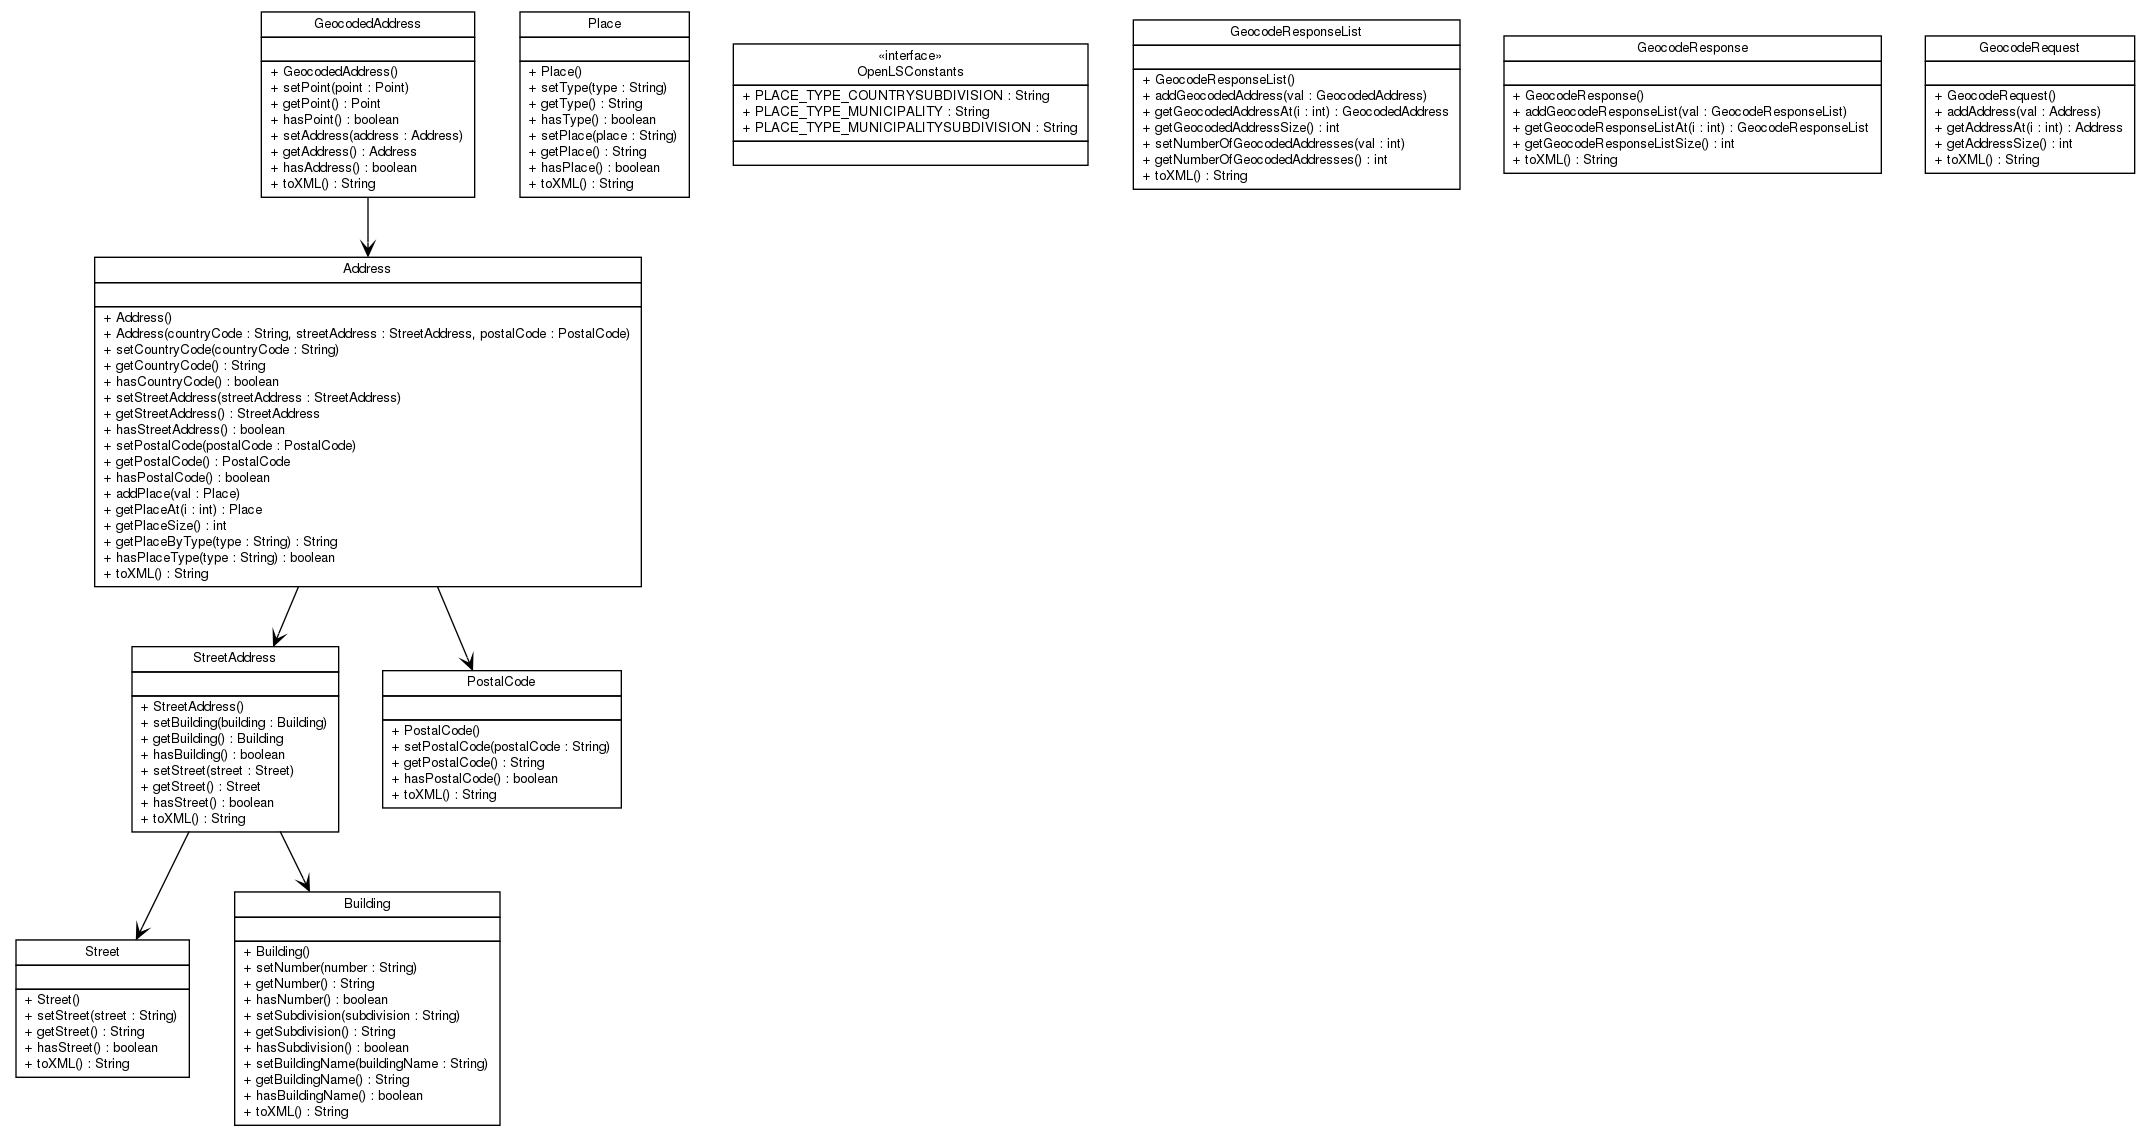 GeocodedAddress
+ GeocodedAddress()
+ setPoint(point : Point)
+ getPoint() : Point
+ hasPoint() : boolean
+ setAddress(address : Address)
+ getAddress() : Address
+ hasAddress() : boolean
+ toXML() : String
Place
+ Place()
+ setType(type : String)
+ getType() : String
+ hasType() : boolean
+ setPlace(place : String)
+ getPlace() : String
+ hasPlace() : boolean
+ toXML() : String
«interface»
OpenLSConstants
+ PLACE_TYPE_COUNTRYSUBDIVISION : String
+ PLACE_TYPE_MUNICIPALITY : String
+ PLACE_TYPE_MUNICIPALITYSUBDIVISION : String
GeocodeResponseList
+ GeocodeResponseList()
+ addGeocodedAddress(val : GeocodedAddress)
+ getGeocodedAddressAt(i : int) : GeocodedAddress
+ getGeocodedAddressSize() : int
+ setNumberOfGeocodedAddresses(val : int)
+ getNumberOfGeocodedAddresses() : int
+ toXML() : String
GeocodeResponse
+ GeocodeResponse()
+ addGeocodeResponseList(val : GeocodeResponseList)
+ getGeocodeResponseListAt(i : int) : GeocodeResponseList
+ getGeocodeResponseListSize() : int
+ toXML() : String
GeocodeRequest
+ GeocodeRequest()
+ addAddress(val : Address)
+ getAddressAt(i : int) : Address
+ getAddressSize() : int
+ toXML() : String
Address
+ Address()
+ Address(countryCode : String, streetAddress : StreetAddress, postalCode : PostalCode)
+ setCountryCode(countryCode : String)
+ getCountryCode() : String
+ hasCountryCode() : boolean
+ setStreetAddress(streetAddress : StreetAddress)
+ getStreetAddress() : StreetAddress
+ hasStreetAddress() : boolean
+ setPostalCode(postalCode : PostalCode)
+ getPostalCode() : PostalCode
+ hasPostalCode() : boolean
+ addPlace(val : Place)
+ getPlaceAt(i : int) : Place
+ getPlaceSize() : int
+ getPlaceByType(type : String) : String
+ hasPlaceType(type : String) : boolean
+ toXML() : String
StreetAddress
+ StreetAddress()
+ setBuilding(building : Building)
+ getBuilding() : Building
+ hasBuilding() : boolean
+ setStreet(street : Street)
+ getStreet() : Street
+ hasStreet() : boolean
+ toXML() : String
PostalCode
+ PostalCode()
+ setPostalCode(postalCode : String)
+ getPostalCode() : String
+ hasPostalCode() : boolean
+ toXML() : String
Street
+ Street()
+ setStreet(street : String)
+ getStreet() : String
+ hasStreet() : boolean
+ toXML() : String
Building
+ Building()
+ setNumber(number : String)
+ getNumber() : String
+ hasNumber() : boolean
+ setSubdivision(subdivision : String)
+ getSubdivision() : String
+ hasSubdivision() : boolean
+ setBuildingName(buildingName : String)
+ getBuildingName() : String
+ hasBuildingName() : boolean
+ toXML() : String